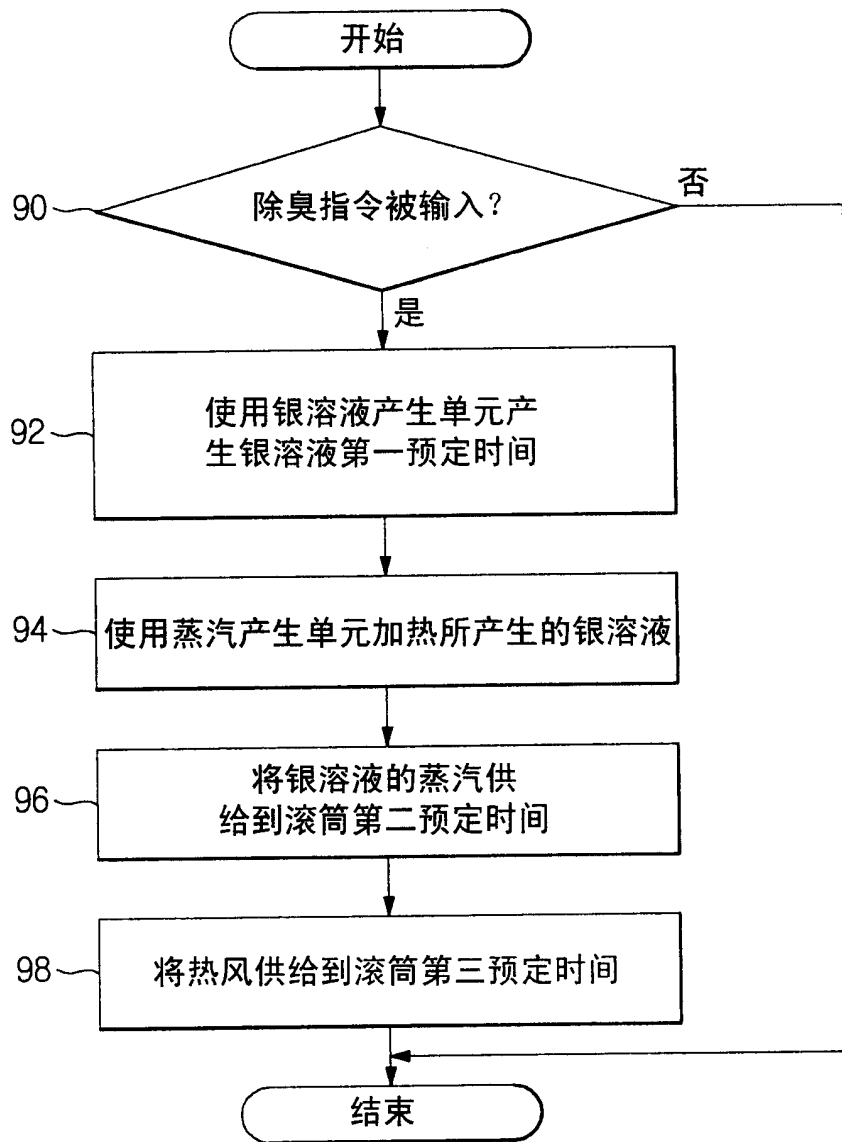 开始
90
除臭指令被输入?
否
是
92
使用银溶液产生单元产
生银溶液第一预定时间
94
使用蒸汽产生单元加热所产生的银溶液
96
将银溶液的蒸汽供
给到滚筒第二预定时间
98
将热风供给到滚筒第三预定时间
结束